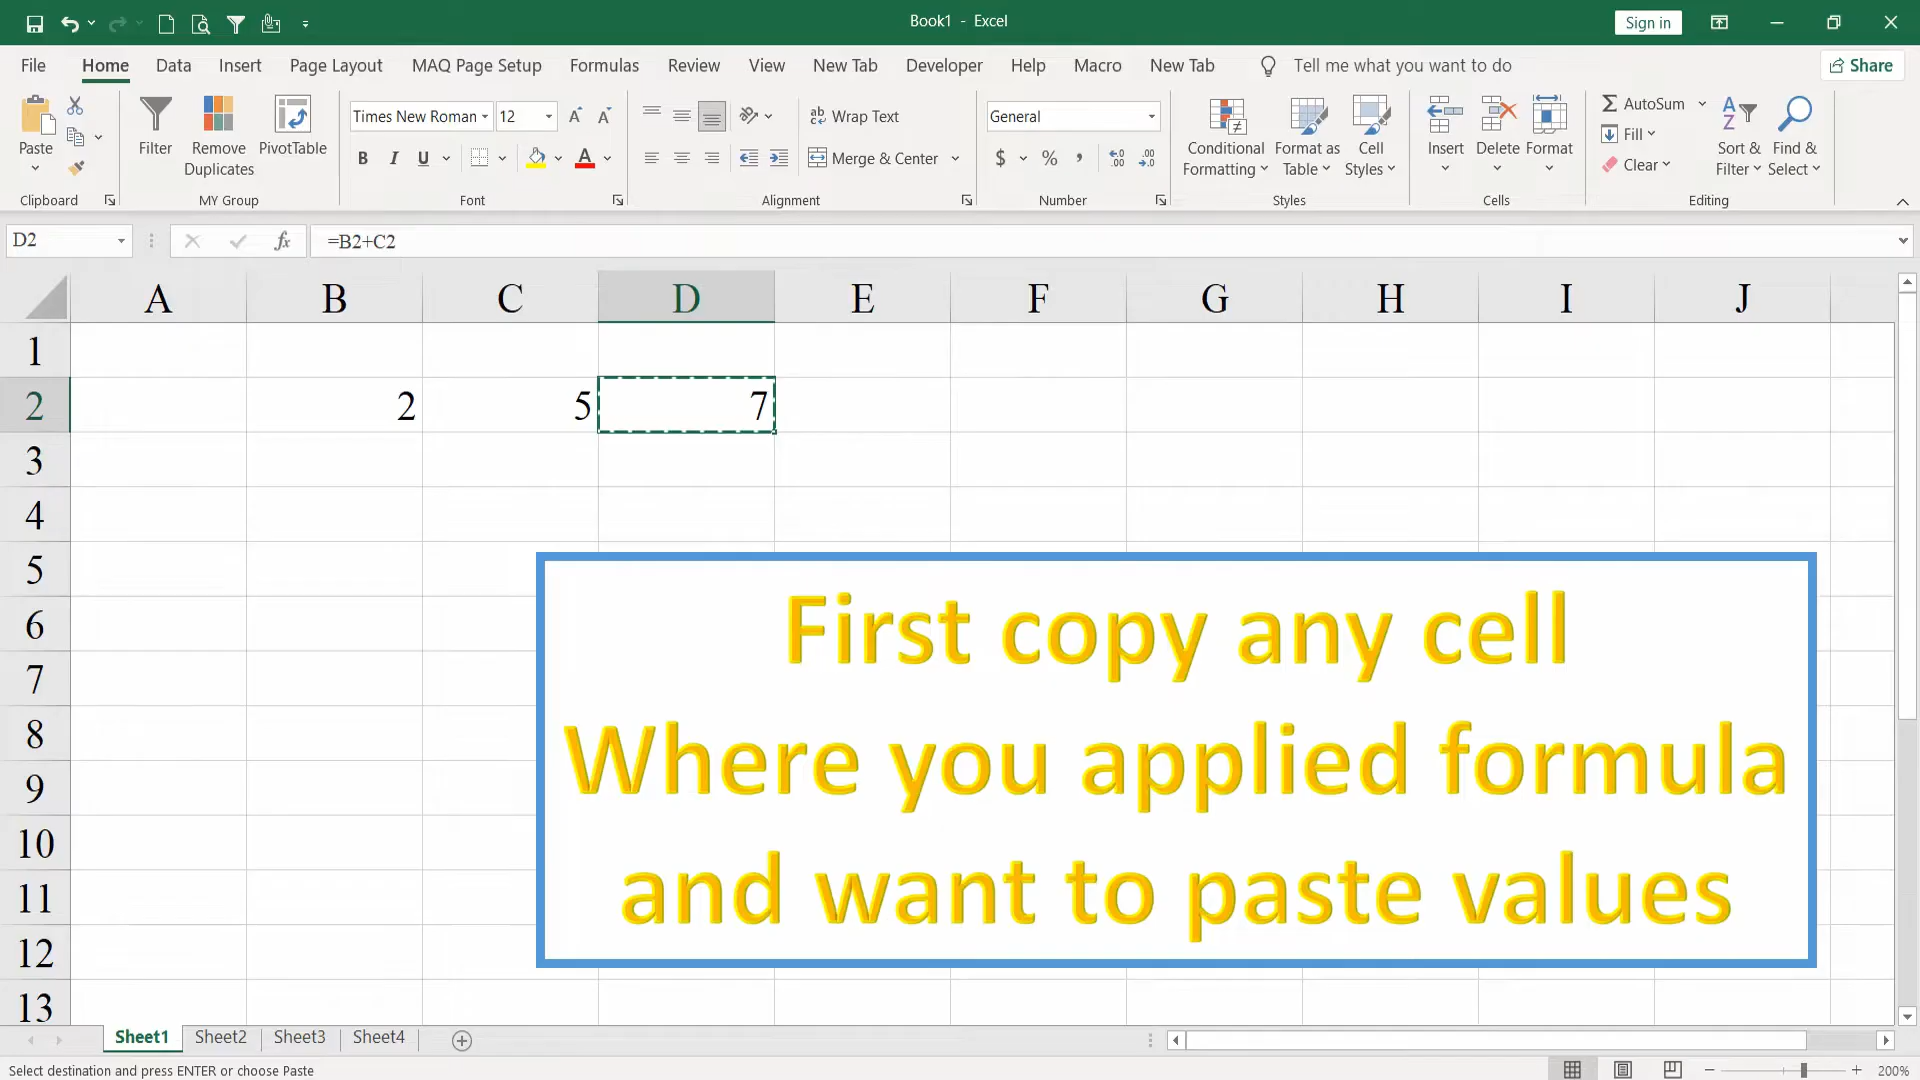 Book1 - Excel
Sign in
File Home Data Insert Page Layout MAQ Page Setup Formulas Review View New Tab Developer Help Macro New Tab Tell me what you want to do Share
Paste
Clipboard
Filter
Remove Duplicates
PivotTable
MY Group
Times New Roman 12
B I U A
Font
ab Wrap Text
Merge & Center
Alignment
General
$ % ,
Number
Conditional Formatting
Format as Table
Cell Styles
Styles
Insert
Delete
Format
Cells
AutoSum
Fill
Clear
Sort & Filter
Find & Select
Editing
D2 fx =B2+C2
A B C D E F G H I J
1
2 2 5 7
3
4
5
6
7
8
9
10
11
12
13
First copy any cell
Where you applied formula
and want to paste values
Sheet1 Sheet2 Sheet3 Sheet4
Select destination and press ENTER or choose Paste
200%